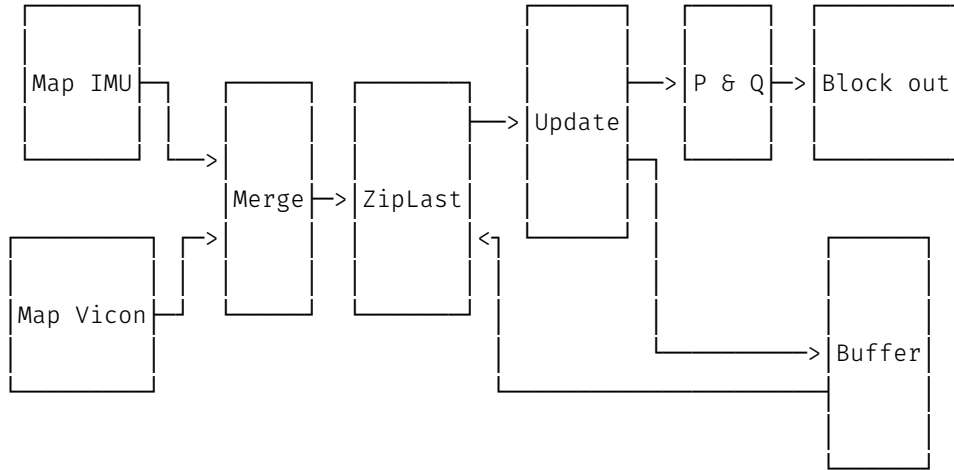 Map IMU
P & Q
Block out
Update
Merge
ZipLast
Map Vicon
Buffer